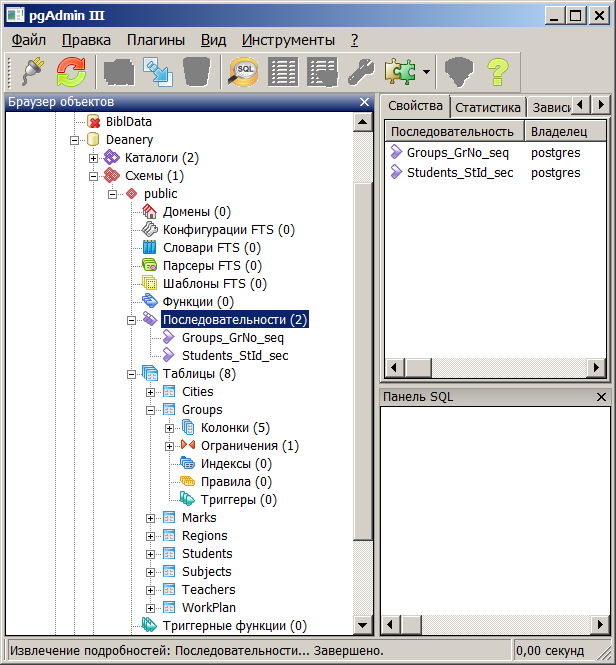 pgAdmin III
Файл Правка Плагины Вид Инструменты ?
SQL
Браузер объектов
BiblData
Deanery
Каталоги (2)
Схемы (1)
public
Домены (0)
Конфигурации FTS (0)
Словари FTS (0)
Парсеры FTS (0)
Шаблоны FTS (0)
Функции (0)
Последовательности (2)
Groups_GrNo_seq
Students_StId_sec
Таблицы (8)
Cities
Groups
Колонки (5)
Ограничения (1)
Индексы (0)
Правила (0)
Триггеры (0)
Marks
Regions
Students
Subjects
Teachers
WorkPlan
Триггерные функции (0)
Свойства Статистика Зависи
Последовательность Владелец
Groups_GrNo_seq postgres
Students_StId_sec postgres
Панель SQL
Извлечение подробностей: Последовательности... Завершено. 0,00 секунд